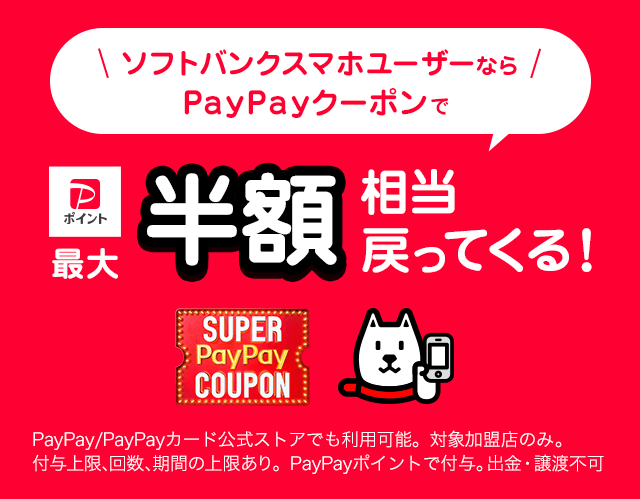 \ ソフトバンクスマホユーザーなら /
PayPayクーポンで
P
ポイント
最大
半額
相当
戻ってくる!
SUPER
PayPay
COUPON
PayPay/PayPayカード公式ストアでも利用可能。対象加盟店のみ。
付与上限、回数、期間の上限あり。PayPayポイントで付与。出金・譲渡不可